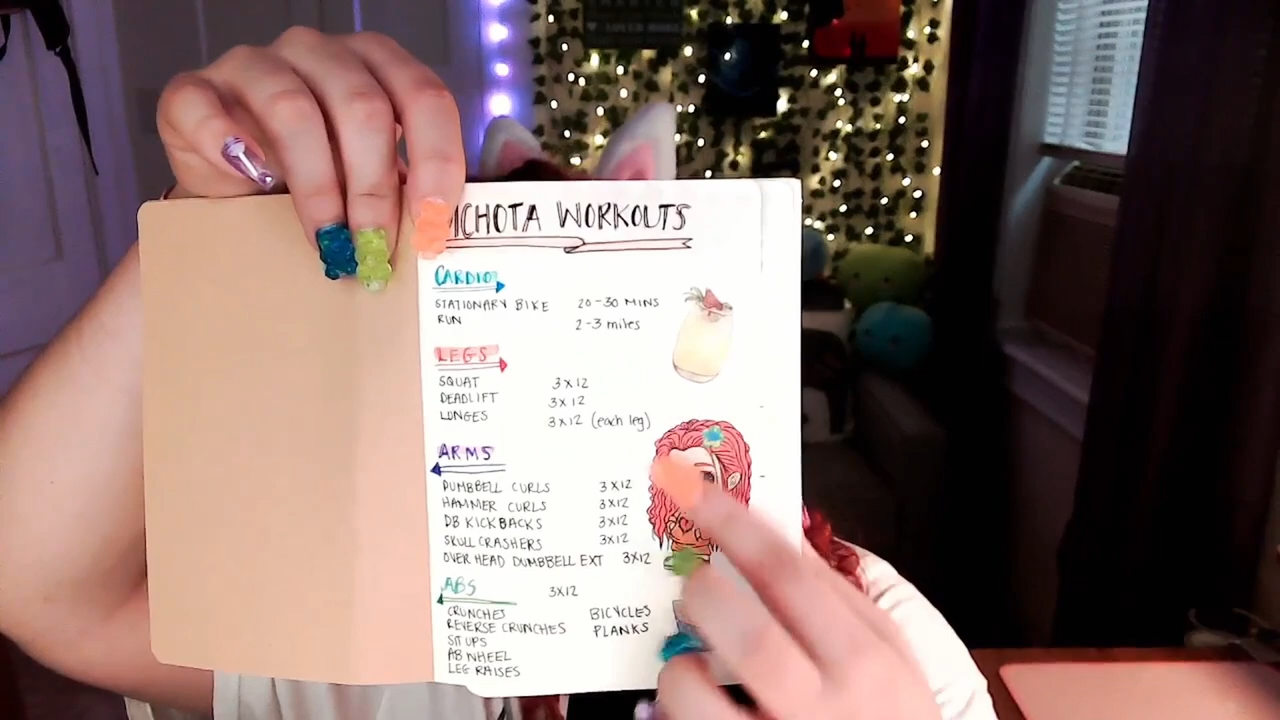 WORKOUTS
CARDIO
STATIONARY BIKE 20-30 MINS
RUN 2-3 miles
LEGS
SQUAT 3X12
DEADLIFT 3X12
LUNGES 3X12 (each leg)
ARMS
DUMBBELL CURLS 3X12
HAMMER CURLS 3X12
DB KICKBACKS 3X12
SKULL CRASHERS 3X12
OVER HEAD DUMBBELL EXT 3X12
ABS 3X12
CRUNCHES BICYCLES
REVERSE CRUNCHES PLANKS
SIT UPS
AB WHEEL
LEG RAISES